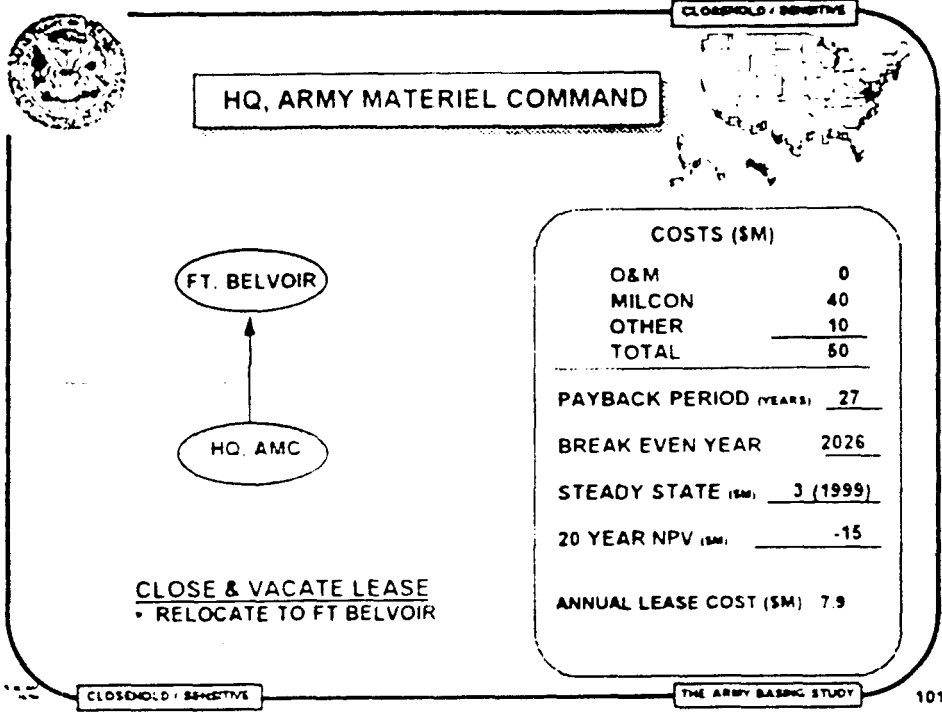 CLOSEHOLD / SENSITIVE
HQ, ARMY MATERIEL COMMAND
FT. BELVOIR
HQ, AMC
CLOSE & VACATE LEASE
• RELOCATE TO FT BELVOIR
COSTS ($M)
O&M 0
MILCON 40
OTHER 10
TOTAL 50
PAYBACK PERIOD (YEARS) 27
BREAK EVEN YEAR 2026
STEADY STATE ($M) 3 (1999)
20 YEAR NPV ($M) -15
ANNUAL LEASE COST ($M) 7.9
CLOSEHOLD / SENSITIVE
THE ARMY BASING STUDY
101